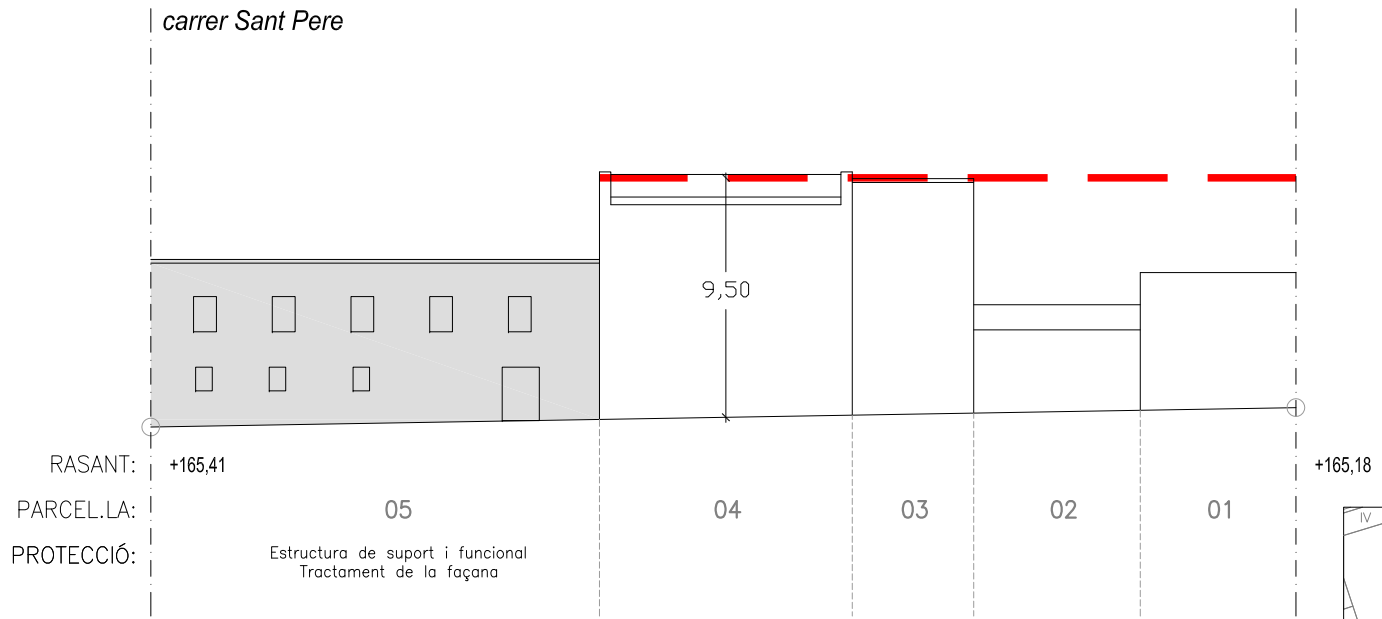 carrer Sant Pere
9,50
RASANT: +165,41 +165,18
PARCEL.LA: 05 04 03 02 01
IV
PROTECCIÓ: Estructura de suport i funcional
Tractament de la façana